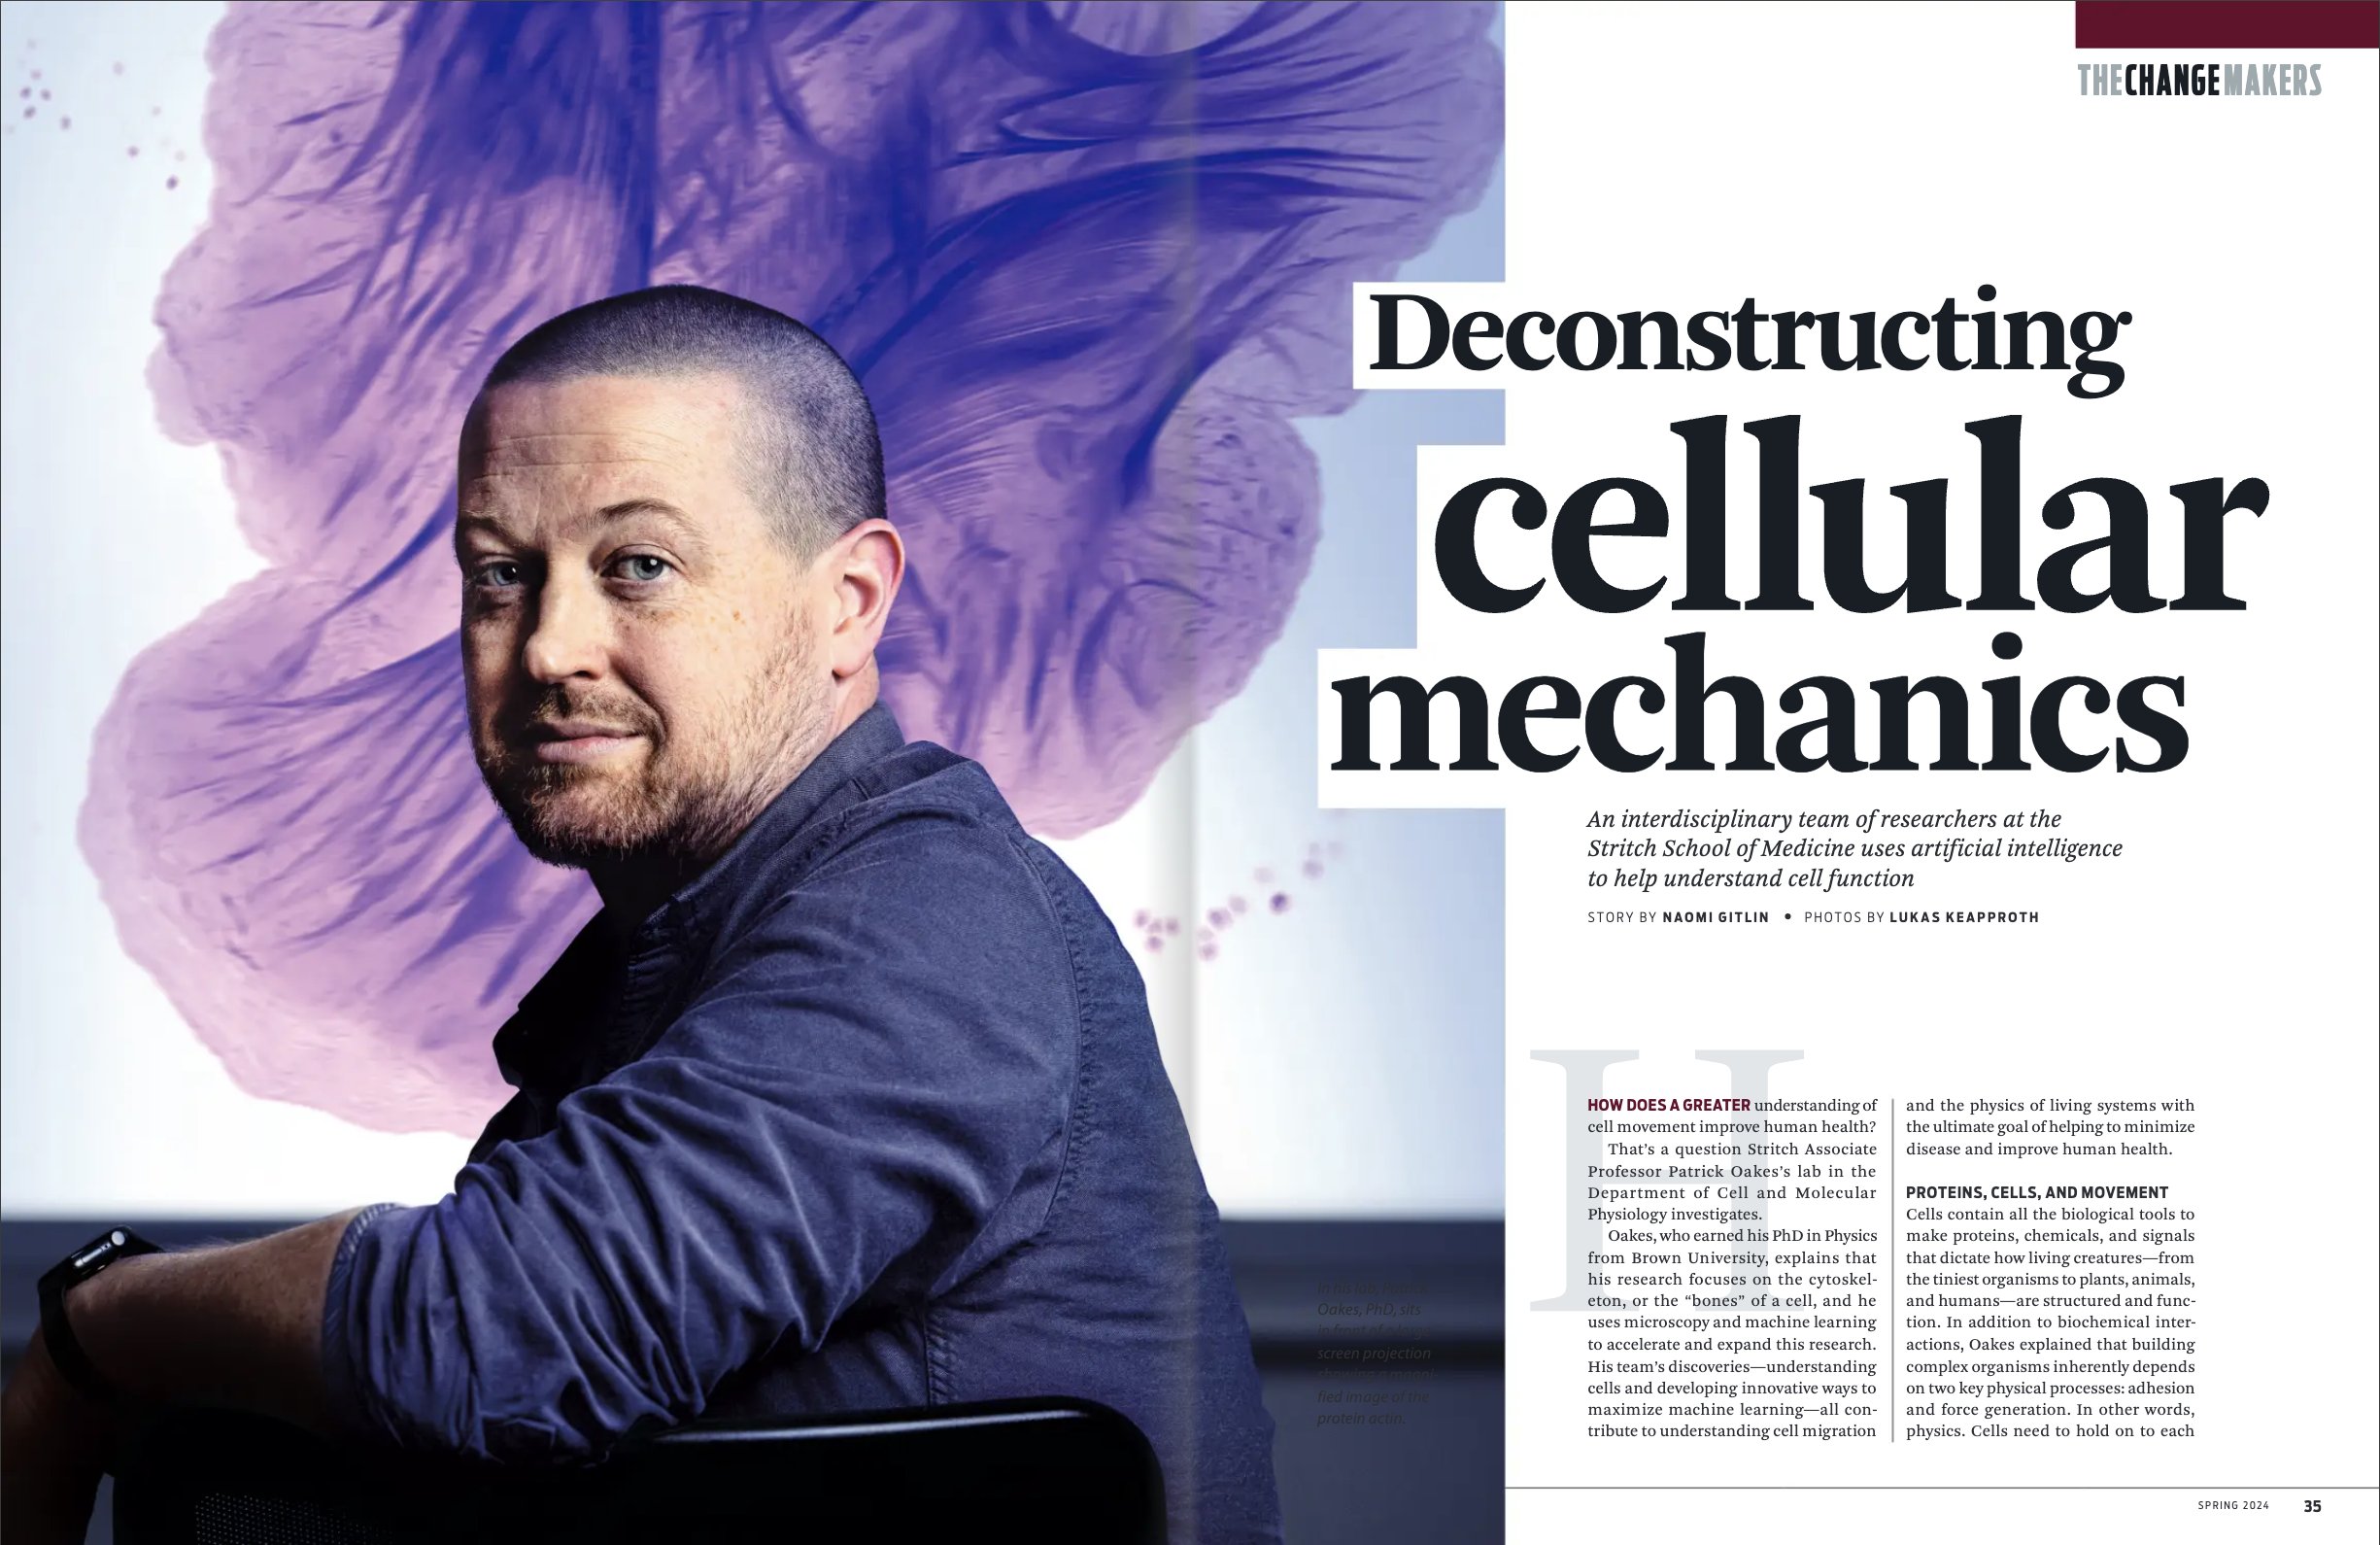 THECHANGEMAKERS
Deconstructing
cellular
mechanics
An interdisciplinary team of researchers at the
Stritch School of Medicine uses artificial intelligence
to help understand cell function
STORY BY NAOMI GITLIN • PHOTOS BY LUKAS KEAPPROTH
H
HOW DOES A GREATER understanding of
cell movement improve human health?
That’s a question Stritch Associate
Professor Patrick Oakes’s lab in the
Department of Cell and Molecular
Physiology investigates.
Oakes, who earned his PhD in Physics
from Brown University, explains that
his research focuses on the cytoskel-
eton, or the “bones” of a cell, and he
uses microscopy and machine learning
to accelerate and expand this research.
His team’s discoveries—understanding
cells and developing innovative ways to
maximize machine learning—all con-
tribute to understanding cell migration
and the physics of living systems with
the ultimate goal of helping to minimize
disease and improve human health.
PROTEINS, CELLS, AND MOVEMENT
Cells contain all the biological tools to
make proteins, chemicals, and signals
that dictate how living creatures—from
the tiniest organisms to plants, animals,
and humans—are structured and func-
tion. In addition to biochemical inter-
actions, Oakes explained that building
complex organisms inherently depends
on two key physical processes: adhesion
and force generation. In other words,
physics. Cells need to hold on to each
In his lab,
Oakes, PhD, sits
in front of a
screen projection
fied image of the
protein actin.
SPRING 2024 35